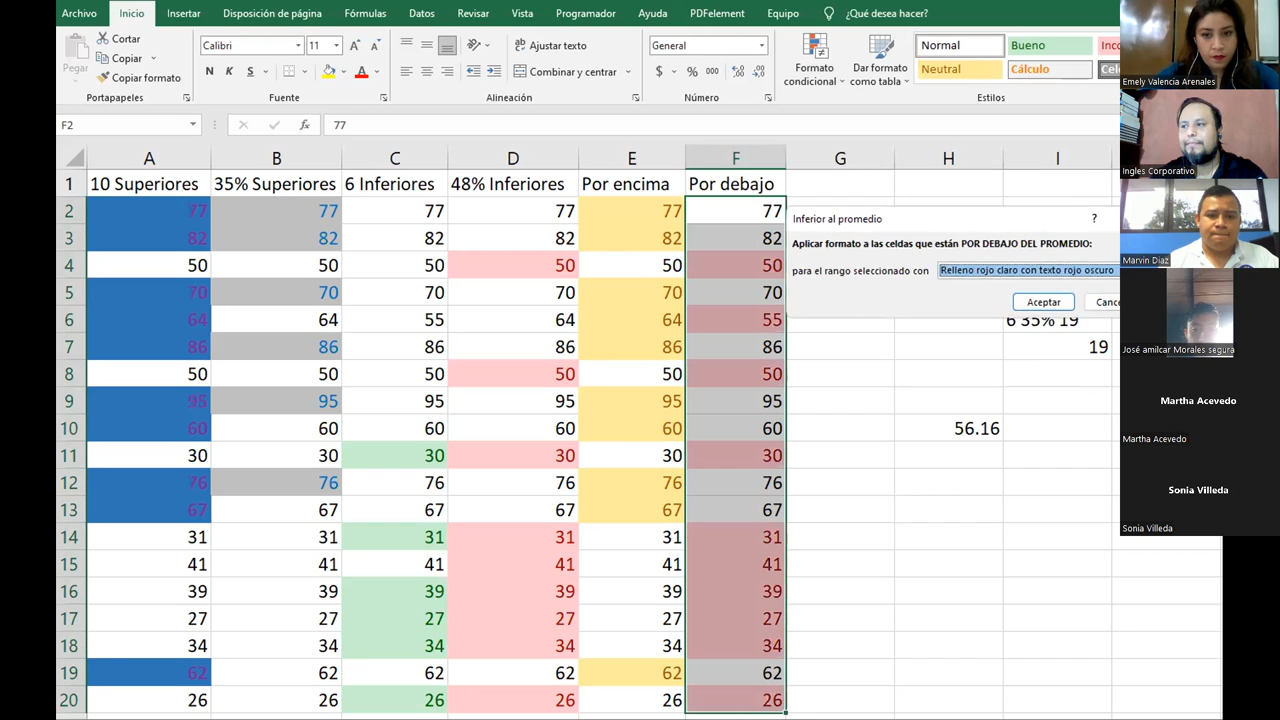 Archivo Inicio Insertar Disposición de página Fórmulas Datos Revisar Vista Programador Ayuda PDFelement Equipo ¿Qué desea hacer?
Pegar
Cortar
Copiar
Copiar formato
Portapapeles
Calibri 11
N K S
Fuente
Ajustar texto
Combinar y centrar
Alineación
General
$ % 000
Número
Formato condicional
Dar formato como tabla
Normal Bueno
Neutral Cálculo
Estilos
F2 fx 77
A B C D E F G H I
1 10 Superiores 35% Superiores 6 Inferiores 48% Inferiores Por encima Por debajo
2 77 77 77 77 77 77
3 82 82 82 82 82 82
4 50 50 50 50 50 50
5 70 70 70 70 70 70
6 64 64 55 64 64 55 6 35% 19
7 86 86 86 86 86 86 19
8 50 50 50 50 50 50
9 95 95 95 95 95 95
10 60 60 60 60 60 60 56.16
11 30 30 30 30 30 30
12 76 76 76 76 76 76
13 67 67 67 67 67 67
14 31 31 31 31 31 31
15 41 41 41 41 41 41
16 39 39 39 39 39 39
17 27 27 27 27 27 27
18 34 34 34 34 34 34
19 62 62 62 62 62 62
20 26 26 26 26 26 26
Inferior al promedio ?
Aplicar formato a las celdas que están POR DEBAJO DEL PROMEDIO:
para el rango seleccionado con Relleno rojo claro con texto rojo oscuro
Aceptar
Emely Valencia Arenales
Ingles Corporativo
Marvin Diaz
José amilcar Morales segura
Martha Acevedo
Martha Acevedo
Sonia Villeda
Sonia Villeda